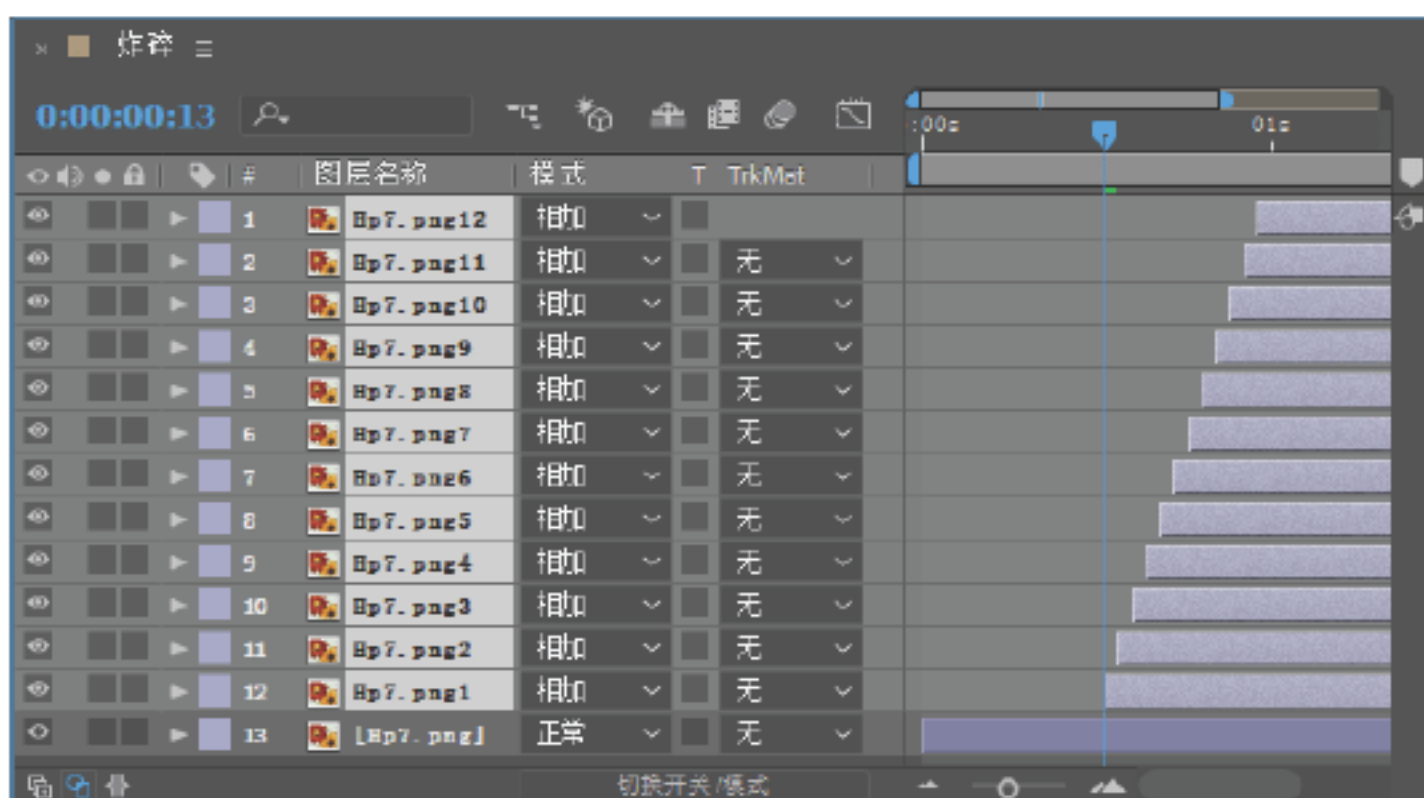 炸碎
0:00:00:13
:00s 01s
# 图层名称 模式 T TrkMat
1 Hp7.png12 相加
2 Hp7.png11 相加 无
3 Hp7.png10 相加 无
4 Hp7.png9 相加 无
5 Hp7.png8 相加 无
6 Hp7.png7 相加 无
7 Hp7.png6 相加 无
8 Hp7.png5 相加 无
9 Hp7.png4 相加 无
10 Hp7.png3 相加 无
11 Hp7.png2 相加 无
12 Hp7.png1 相加 无
13 [Hp7.png] 正常 无
切换开关/模式